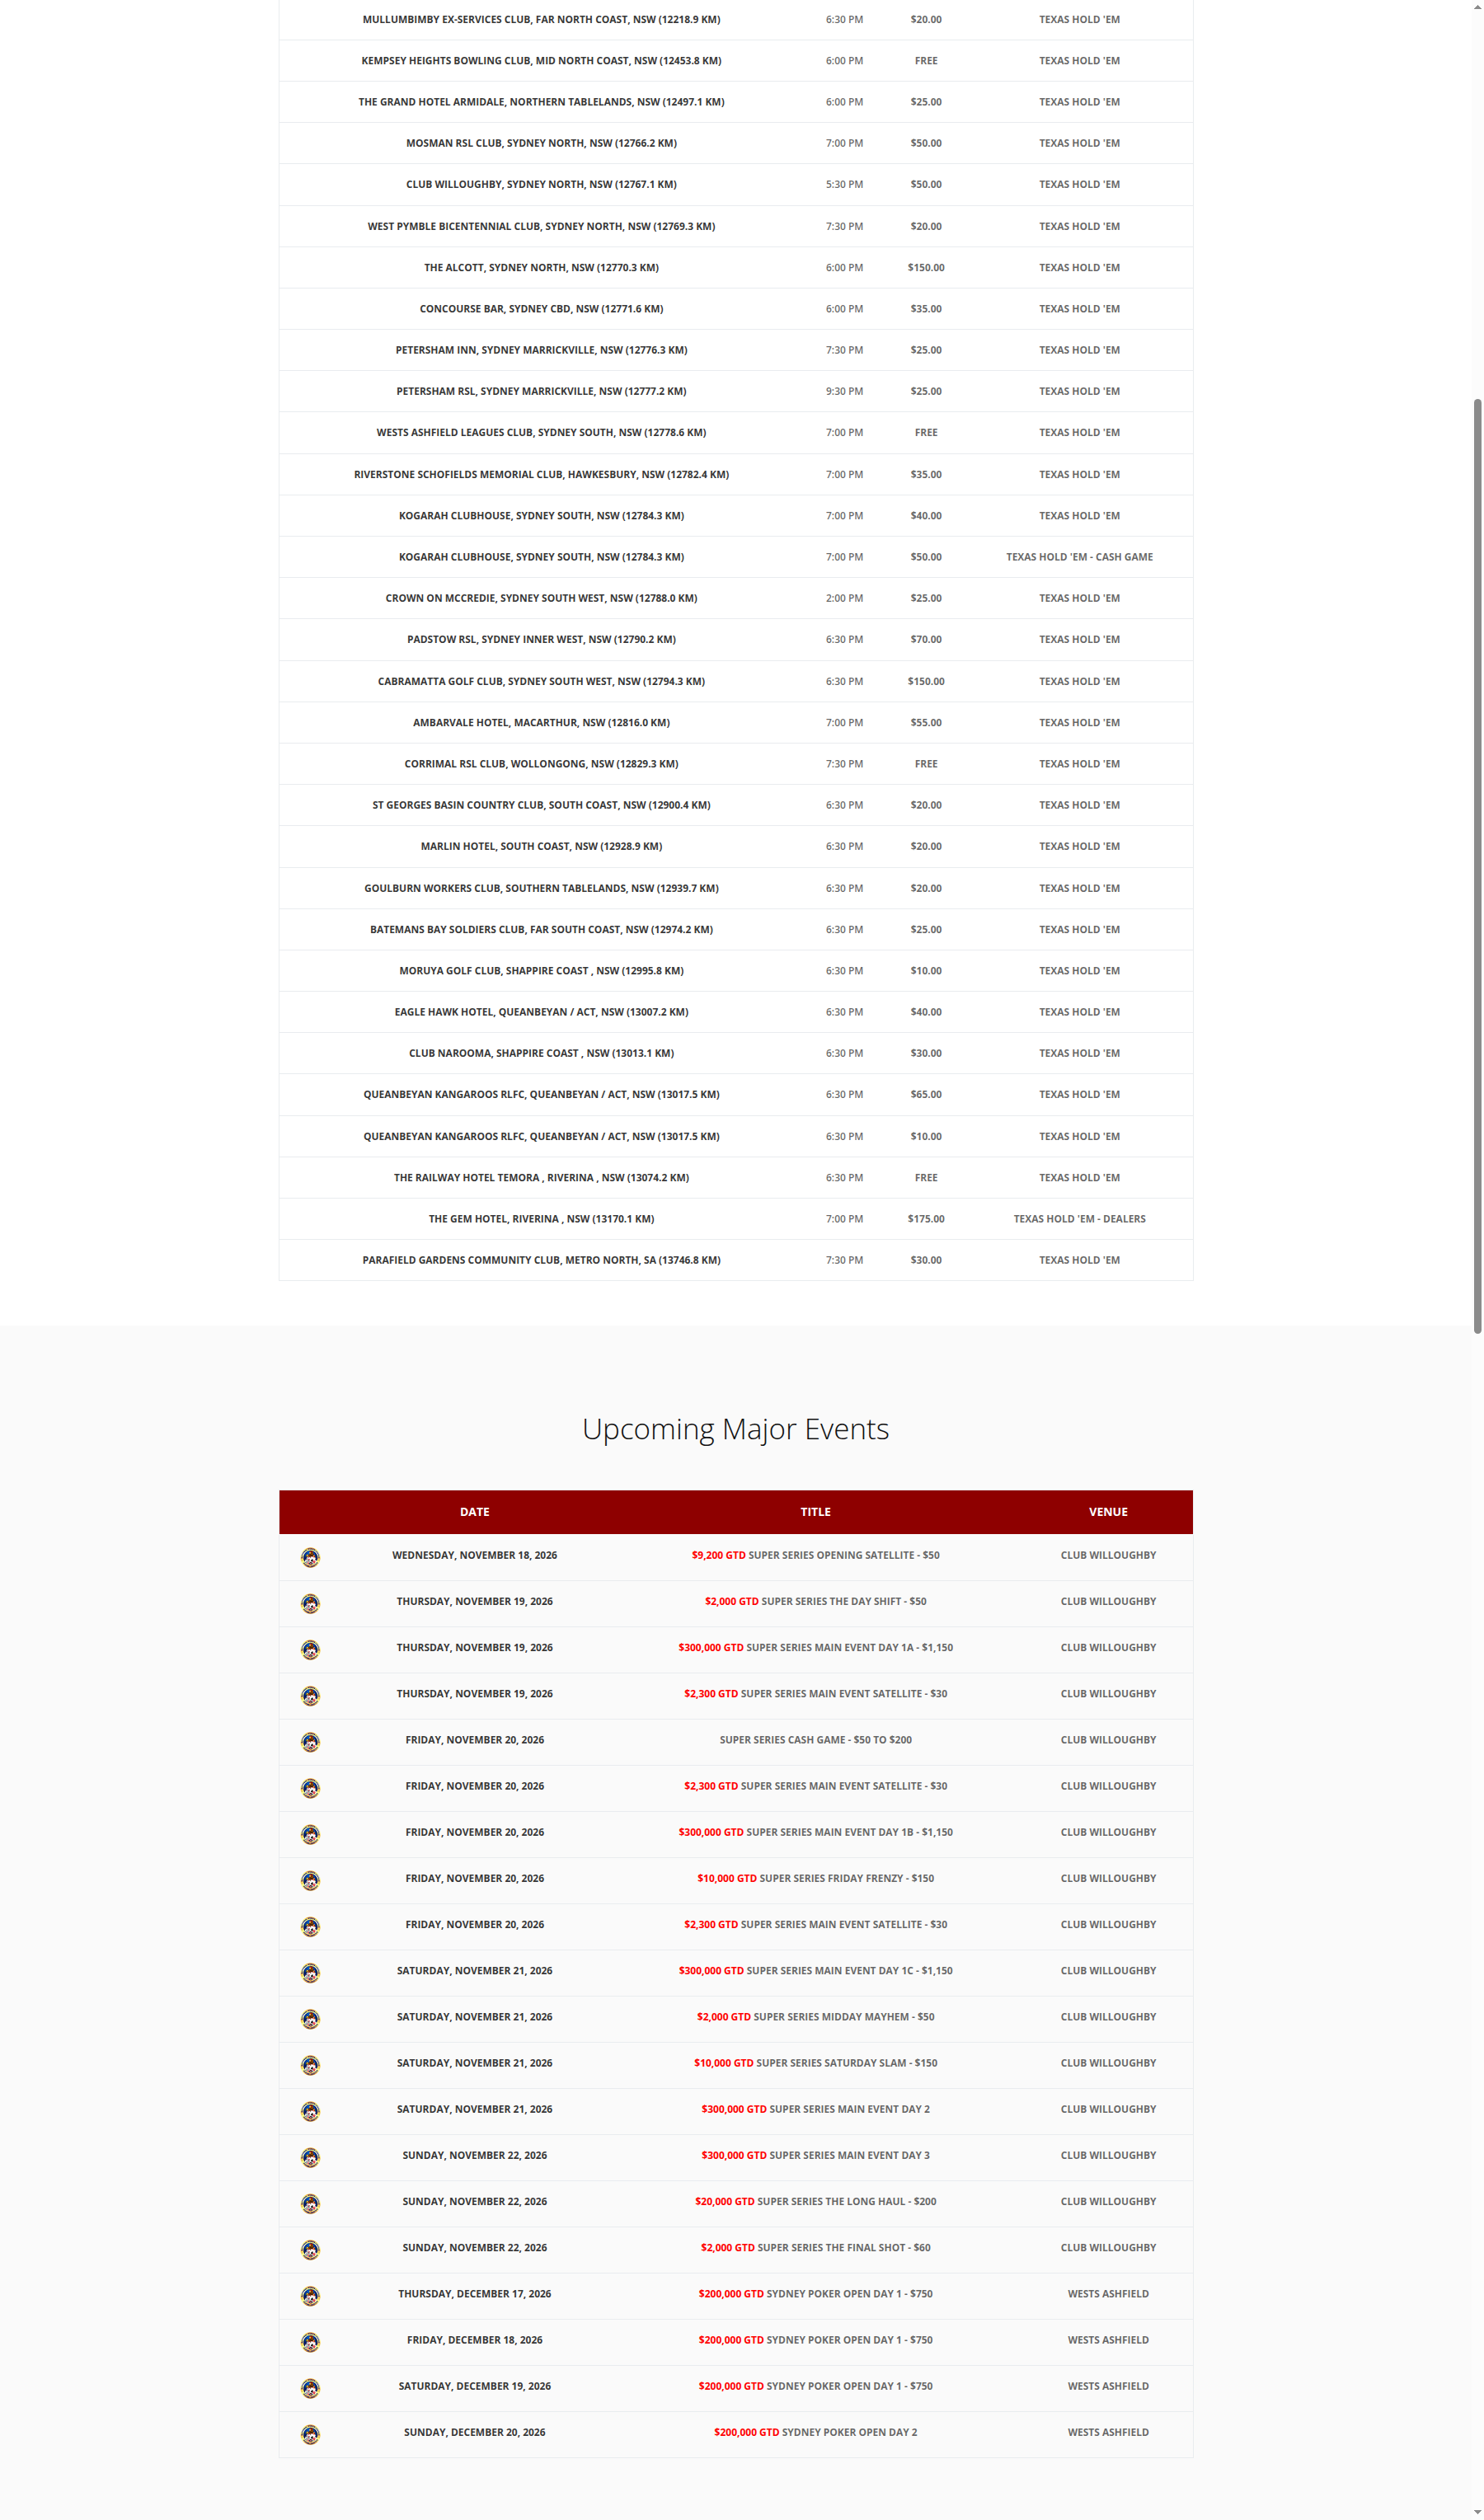 MULLUMBIMBY EX-SERVICES CLUB, FAR NORTH COAST, NSW (12218.9 KM) 6:30 PM $20.00 TEXAS HOLD 'EM
KEMPSEY HEIGHTS BOWLING CLUB, MID NORTH COAST, NSW (12453.8 KM) 6:00 PM FREE TEXAS HOLD 'EM
THE GRAND HOTEL ARMIDALE, NORTHERN TABLELANDS, NSW (12497.1 KM) 6:00 PM $25.00 TEXAS HOLD 'EM
MOSMAN RSL CLUB, SYDNEY NORTH, NSW (12766.2 KM) 7:00 PM $50.00 TEXAS HOLD 'EM
CLUB WILLOUGHBY, SYDNEY NORTH, NSW (12767.1 KM) 5:30 PM $50.00 TEXAS HOLD 'EM
WEST PYMBLE BICENTENNIAL CLUB, SYDNEY NORTH, NSW (12769.3 KM) 7:30 PM $20.00 TEXAS HOLD 'EM
THE ALCOTT, SYDNEY NORTH, NSW (12770.3 KM) 6:00 PM $150.00 TEXAS HOLD 'EM
CONCOURSE BAR, SYDNEY CBD, NSW (12771.6 KM) 6:00 PM $35.00 TEXAS HOLD 'EM
PETERSHAM INN, SYDNEY MARRICKVILLE, NSW (12776.3 KM) 7:30 PM $25.00 TEXAS HOLD 'EM
PETERSHAM RSL, SYDNEY MARRICKVILLE, NSW (12777.2 KM) 9:30 PM $25.00 TEXAS HOLD 'EM
WESTS ASHFIELD LEAGUES CLUB, SYDNEY SOUTH, NSW (12778.6 KM) 7:00 PM FREE TEXAS HOLD 'EM
RIVERSTONE SCHOFIELDS MEMORIAL CLUB, HAWKESBURY, NSW (12782.4 KM) 7:00 PM $35.00 TEXAS HOLD 'EM
KOGARAH CLUBHOUSE, SYDNEY SOUTH, NSW (12784.3 KM) 7:00 PM $40.00 TEXAS HOLD 'EM
KOGARAH CLUBHOUSE, SYDNEY SOUTH, NSW (12784.3 KM) 7:00 PM $50.00 TEXAS HOLD 'EM - CASH GAME
CROWN ON MCCREDIE, SYDNEY SOUTH WEST, NSW (12788.0 KM) 2:00 PM $25.00 TEXAS HOLD 'EM
PADSTOW RSL, SYDNEY INNER WEST, NSW (12790.2 KM) 6:30 PM $70.00 TEXAS HOLD 'EM
CABRAMATTA GOLF CLUB, SYDNEY SOUTH WEST, NSW (12794.3 KM) 6:30 PM $150.00 TEXAS HOLD 'EM
AMBARVALE HOTEL, MACARTHUR, NSW (12816.0 KM) 7:00 PM $55.00 TEXAS HOLD 'EM
CORRIMAL RSL CLUB, WOLLONGONG, NSW (12829.3 KM) 7:30 PM FREE TEXAS HOLD 'EM
ST GEORGES BASIN COUNTRY CLUB, SOUTH COAST, NSW (12900.4 KM) 6:30 PM $20.00 TEXAS HOLD 'EM
MARLIN HOTEL, SOUTH COAST, NSW (12928.9 KM) 6:30 PM $20.00 TEXAS HOLD 'EM
GOULBURN WORKERS CLUB, SOUTHERN TABLELANDS, NSW (12939.7 KM) 6:30 PM $20.00 TEXAS HOLD 'EM
BATEMANS BAY SOLDIERS CLUB, FAR SOUTH COAST, NSW (12974.2 KM) 6:30 PM $25.00 TEXAS HOLD 'EM
MORUYA GOLF CLUB, SHAPPIRE COAST , NSW (12995.8 KM) 6:30 PM $10.00 TEXAS HOLD 'EM
EAGLE HAWK HOTEL, QUEANBEYAN / ACT, NSW (13007.2 KM) 6:30 PM $40.00 TEXAS HOLD 'EM
CLUB NAROOMA, SHAPPIRE COAST , NSW (13013.1 KM) 6:30 PM $30.00 TEXAS HOLD 'EM
QUEANBEYAN KANGAROOS RLFC, QUEANBEYAN / ACT, NSW (13017.5 KM) 6:30 PM $65.00 TEXAS HOLD 'EM
QUEANBEYAN KANGAROOS RLFC, QUEANBEYAN / ACT, NSW (13017.5 KM) 6:30 PM $10.00 TEXAS HOLD 'EM
THE RAILWAY HOTEL TEMORA , RIVERINA , NSW (13074.2 KM) 6:30 PM FREE TEXAS HOLD 'EM
THE GEM HOTEL, RIVERINA , NSW (13170.1 KM) 7:00 PM $175.00 TEXAS HOLD 'EM - DEALERS
PARAFIELD GARDENS COMMUNITY CLUB, METRO NORTH, SA (13746.8 KM) 7:30 PM $30.00 TEXAS HOLD 'EM
Upcoming Major Events
DATE TITLE VENUE
WEDNESDAY, NOVEMBER 18, 2026 $9,200 GTD SUPER SERIES OPENING SATELLITE - $50 CLUB WILLOUGHBY
THURSDAY, NOVEMBER 19, 2026 $2,000 GTD SUPER SERIES THE DAY SHIFT - $50 CLUB WILLOUGHBY
THURSDAY, NOVEMBER 19, 2026 $300,000 GTD SUPER SERIES MAIN EVENT DAY 1A - $1,150 CLUB WILLOUGHBY
THURSDAY, NOVEMBER 19, 2026 $2,300 GTD SUPER SERIES MAIN EVENT SATELLITE - $30 CLUB WILLOUGHBY
FRIDAY, NOVEMBER 20, 2026 SUPER SERIES CASH GAME - $50 TO $200 CLUB WILLOUGHBY
FRIDAY, NOVEMBER 20, 2026 $2,300 GTD SUPER SERIES MAIN EVENT SATELLITE - $30 CLUB WILLOUGHBY
FRIDAY, NOVEMBER 20, 2026 $300,000 GTD SUPER SERIES MAIN EVENT DAY 1B - $1,150 CLUB WILLOUGHBY
FRIDAY, NOVEMBER 20, 2026 $10,000 GTD SUPER SERIES FRIDAY FRENZY - $150 CLUB WILLOUGHBY
FRIDAY, NOVEMBER 20, 2026 $2,300 GTD SUPER SERIES MAIN EVENT SATELLITE - $30 CLUB WILLOUGHBY
SATURDAY, NOVEMBER 21, 2026 $300,000 GTD SUPER SERIES MAIN EVENT DAY 1C - $1,150 CLUB WILLOUGHBY
SATURDAY, NOVEMBER 21, 2026 $2,000 GTD SUPER SERIES MIDDAY MAYHEM - $50 CLUB WILLOUGHBY
SATURDAY, NOVEMBER 21, 2026 $10,000 GTD SUPER SERIES SATURDAY SLAM - $150 CLUB WILLOUGHBY
SATURDAY, NOVEMBER 21, 2026 $300,000 GTD SUPER SERIES MAIN EVENT DAY 2 CLUB WILLOUGHBY
SUNDAY, NOVEMBER 22, 2026 $300,000 GTD SUPER SERIES MAIN EVENT DAY 3 CLUB WILLOUGHBY
SUNDAY, NOVEMBER 22, 2026 $20,000 GTD SUPER SERIES THE LONG HAUL - $200 CLUB WILLOUGHBY
SUNDAY, NOVEMBER 22, 2026 $2,000 GTD SUPER SERIES THE FINAL SHOT - $60 CLUB WILLOUGHBY
THURSDAY, DECEMBER 17, 2026 $200,000 GTD SYDNEY POKER OPEN DAY 1 - $750 WESTS ASHFIELD
FRIDAY, DECEMBER 18, 2026 $200,000 GTD SYDNEY POKER OPEN DAY 1 - $750 WESTS ASHFIELD
SATURDAY, DECEMBER 19, 2026 $200,000 GTD SYDNEY POKER OPEN DAY 1 - $750 WESTS ASHFIELD
SUNDAY, DECEMBER 20, 2026 $200,000 GTD SYDNEY POKER OPEN DAY 2 WESTS ASHFIELD